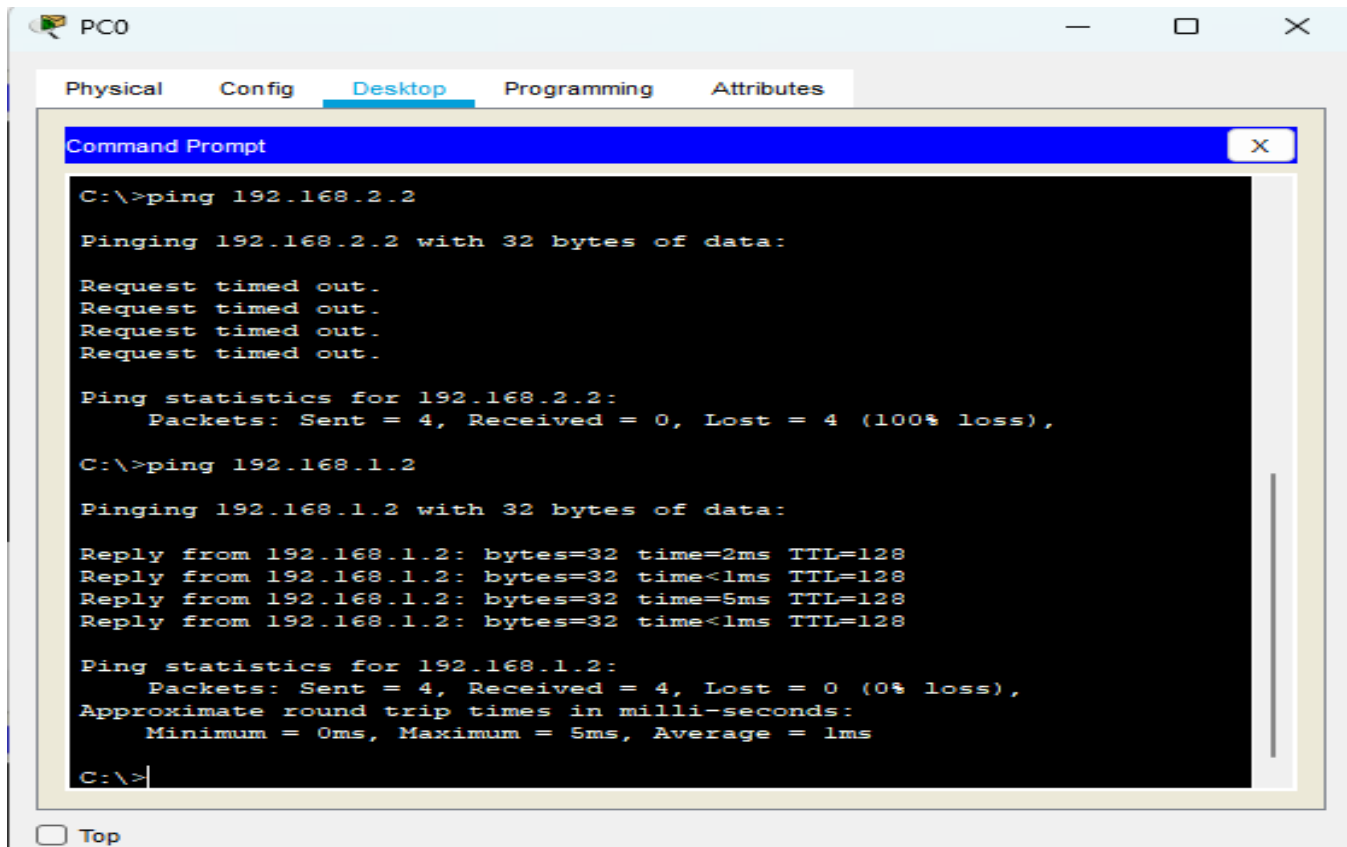 PC0
Physical Config Desktop Programming Attributes
Command Prompt X
C:\>ping 192.168.2.2
Pinging 192.168.2.2 with 32 bytes of data:
Request timed out.
Request timed out.
Request timed out.
Request timed out.
Ping statistics for 192.168.2.2:
Packets: Sent = 4, Received = 0, Lost = 4 (100% loss),
C:\>ping 192.168.1.2
Pinging 192.168.1.2 with 32 bytes of data:
Reply from 192.168.1.2: bytes=32 time=2ms TTL=128
Reply from 192.168.1.2: bytes=32 time<1ms TTL=128
Reply from 192.168.1.2: bytes=32 time=5ms TTL=128
Reply from 192.168.1.2: bytes=32 time<1ms TTL=128
Ping statistics for 192.168.1.2:
Packets: Sent = 4, Received = 4, Lost = 0 (0% loss),
Approximate round trip times in milli-seconds:
Minimum = 0ms, Maximum = 5ms, Average = 1ms
C:\>
Top